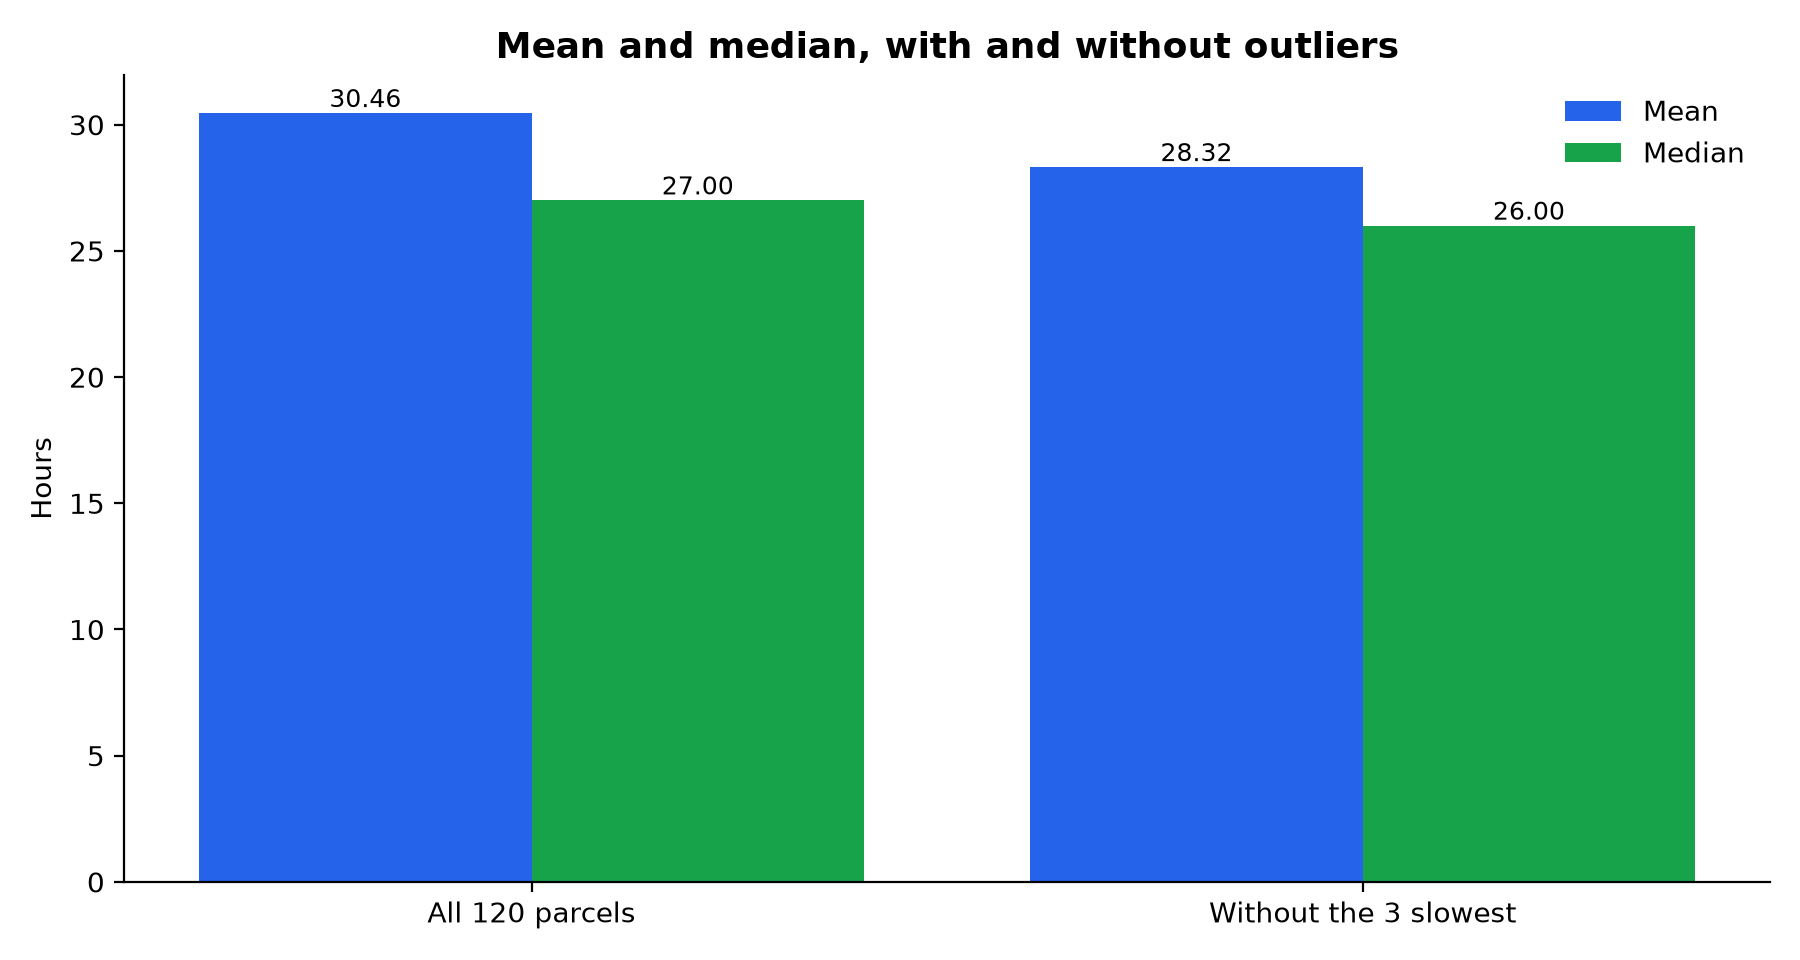 Mean and median, with and without outliers
Mean
Median
30.46
27.00
28.32
26.00
30
25
20
15
10
5
0
Hours
All 120 parcels
Without the 3 slowest